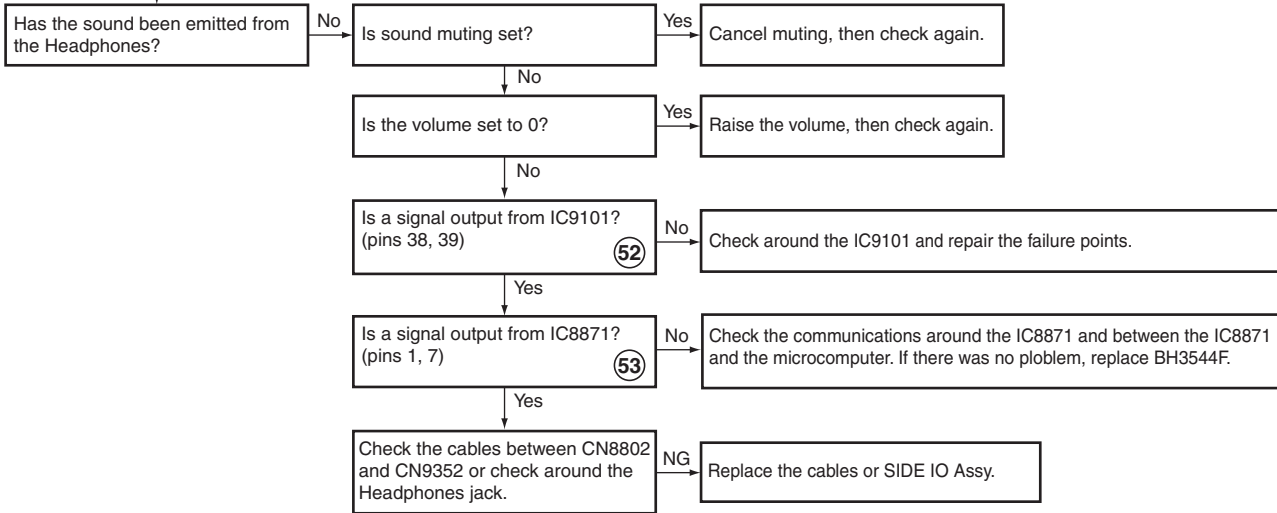 Has the sound been emitted from
the Headphones?
No
Is sound muting set?
Yes
Cancel muting, then check again.
No
Is the volume set to 0?
Yes
Raise the volume, then check again.
No
Is a signal output from IC9101?
(pins 38, 39)
52
No
Check around the IC9101 and repair the failure points.
Yes
Is a signal output from IC8871?
(pins 1, 7)
53
No
Check the communications around the IC8871 and between the IC8871
and the microcomputer. If there was no ploblem, replace BH3544F.
Yes
Check the cables between CN8802
and CN9352 or check around the
Headphones jack.
NG
Replace the cables or SIDE IO Assy.